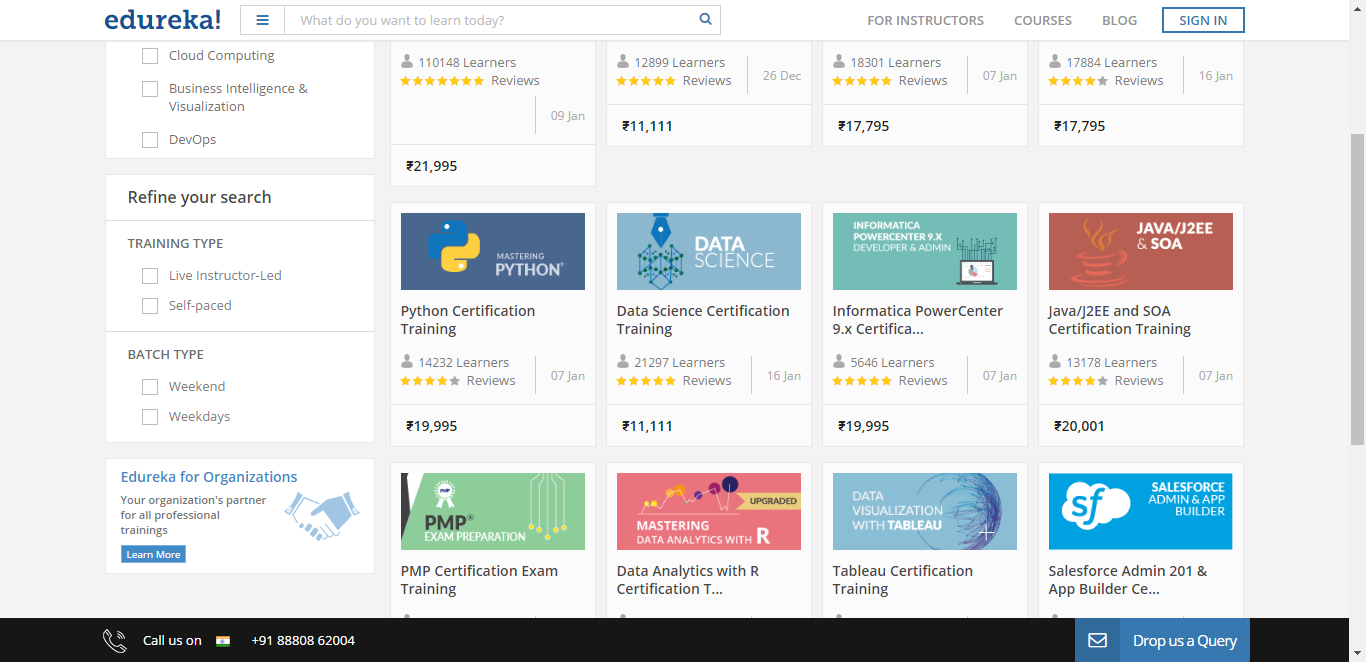 edureka!
What do you want to learn today?
FOR INSTRUCTORS
COURSES
BLOG
SIGN IN
Cloud Computing
Business Intelligence &
Visualization
DevOps
Refine your search
TRAINING TYPE
Live Instructor-Led
Self-paced
BATCH TYPE
Weekend
Weekdays
Edureka for Organizations
Your organization's partner
for all professional
trainings
Learn More
110148 Learners
Reviews
09 Jan
₹21,995
12899 Learners
Reviews
26 Dec
₹11,111
18301 Learners
Reviews
07 Jan
₹17,795
17884 Learners
Reviews
16 Jan
₹17,795
MASTERING
PYTHON®
Python Certification
Training
14232 Learners
Reviews
07 Jan
₹19,995
DATA
SCIENCE
Data Science Certification
Training
21297 Learners
Reviews
16 Jan
₹11,111
INFORMATICA
POWERCENTER 9.X
DEVELOPER & ADMIN
Informatica PowerCenter
9.x Certifica...
5646 Learners
Reviews
07 Jan
₹19,995
JAVA/J2EE
& SOA
Java/J2EE and SOA
Certification Training
13178 Learners
Reviews
07 Jan
₹20,001
PMP
PMP®
EXAM PREPARATION
PMP Certification Exam
Training
UPGRADED
MASTERING
DATA ANALYTICS WITH R
Data Analytics with R
Certification T...
DATA
VISUALIZATION
WITH TABLEAU
Tableau Certification
Training
sf
SALESFORCE
ADMIN & APP
BUILDER
Salesforce Admin 201 &
App Builder Ce...
Call us on
+91 88808 62004
Drop us a Query